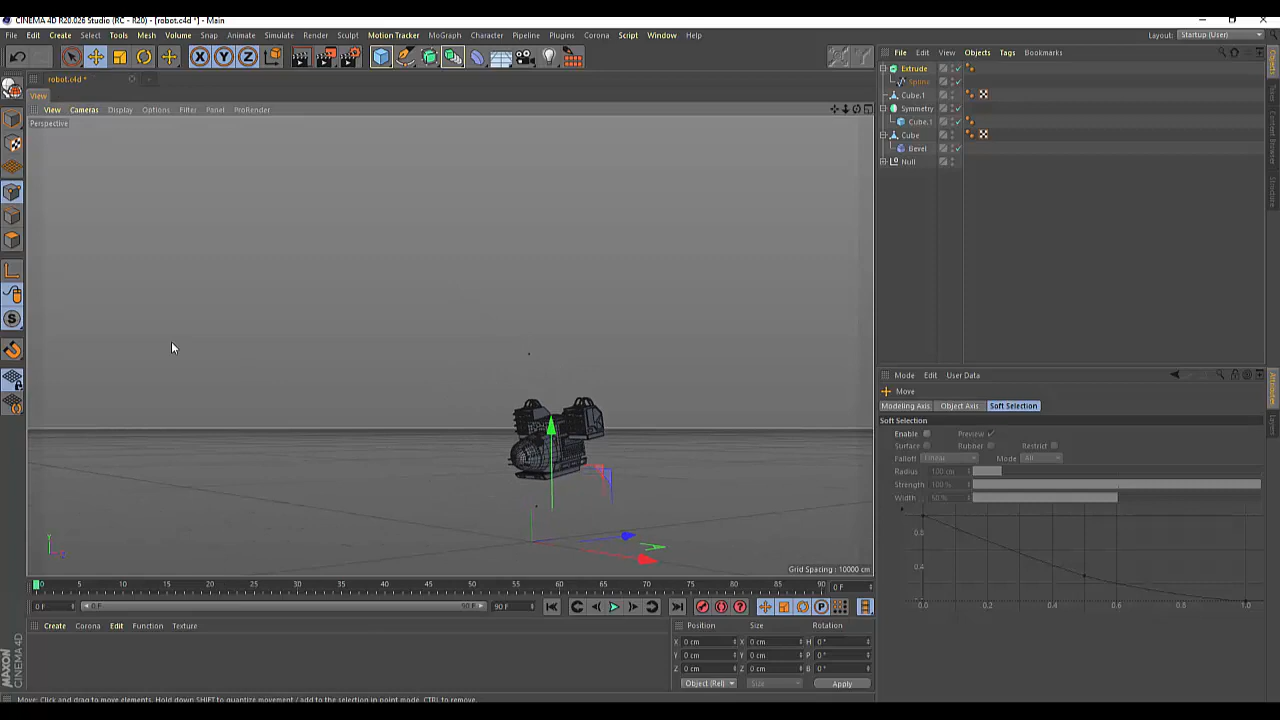 CINEMA 4D R20.026 Studio (RC - R20) - [robot.c4d *] - Main
File Edit Create Select Tools Mesh Volume Snap Animate Simulate Render Sculpt Motion Tracker MoGraph Character Pipeline Plugins Corona Script Window Help
Layout: Startup (User)
robot.c4d *
View
View Cameras Display Options Filter Panel ProRender
Perspective
Y
Grid Spacing : 10000 cm
0 5 10 15 20 25 30 35 40 45 50 55 60 65 70 75 80 85 90 0 F
0 F 0 F 90 F 90 F
Create Corona Edit Function Texture
Position Size Rotation
X 0 cm X 0 cm H 0 °
Y 0 cm Y 0 cm P 0 °
Z 0 cm Z 0 cm B 0 °
Object (Rel) Size Apply
Move: Click and drag to move elements. Hold down SHIFT to quantize movement / add to the selection in point mode, CTRL to remove.
MAXON CINEMA 4D
File Edit View Objects Tags Bookmarks
Extrude
Spline
Cube.1
Symmetry
Cube.1
Cube
Bevel
Null
Mode Edit User Data
Move
Modeling Axis Object Axis Soft Selection
Soft Selection
Enable Preview
Surface Rubber Restrict
Falloff Linear Mode All
Radius 100 cm
Strength 100 %
Width 50 %
0.8
0.4
0.0 0.2 0.4 0.6 0.8 1.0
Objects
Takes
Content Browser
Structure
Attributes
Layers